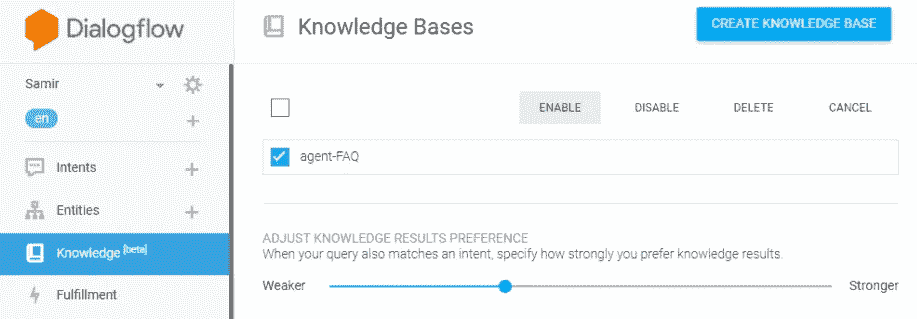 Dialogflow
Knowledge Bases
CREATE KNOWLEDGE BASE
Samir
en
Intents
Entities
Knowledge [beta]
Fulfillment
ENABLE DISABLE DELETE CANCEL
agent-FAQ
ADJUST KNOWLEDGE RESULTS PREFERENCE
When your query also matches an intent, specify how strongly you prefer knowledge results.
Weaker Stronger